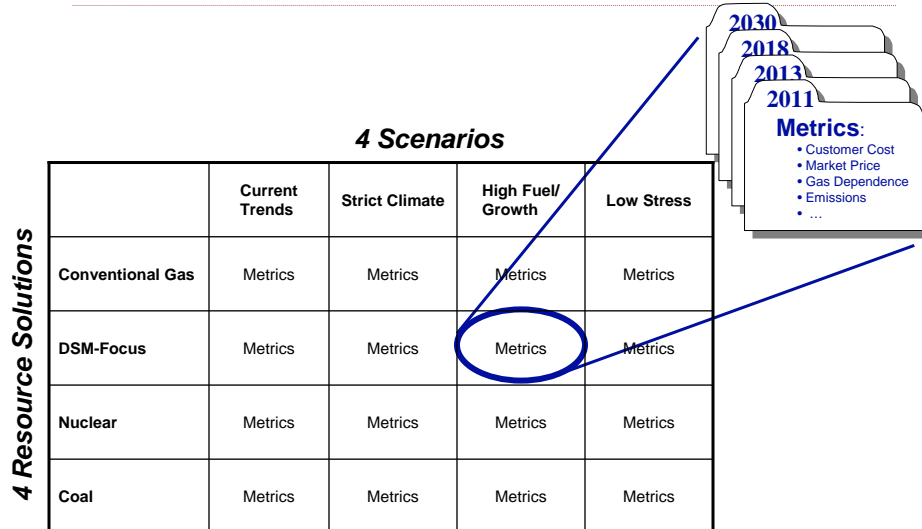 2030
2018
2013
2011
Metrics:
• Customer Cost
• Market Price
• Gas Dependence
• Emissions
• ...
4 Scenarios
4 Resource Solutions
Current Trends
Strict Climate
High Fuel/ Growth
Low Stress
Conventional Gas
Metrics
Metrics
Metrics
Metrics
DSM-Focus
Metrics
Metrics
Metrics
Metrics
Nuclear
Metrics
Metrics
Metrics
Metrics
Coal
Metrics
Metrics
Metrics
Metrics